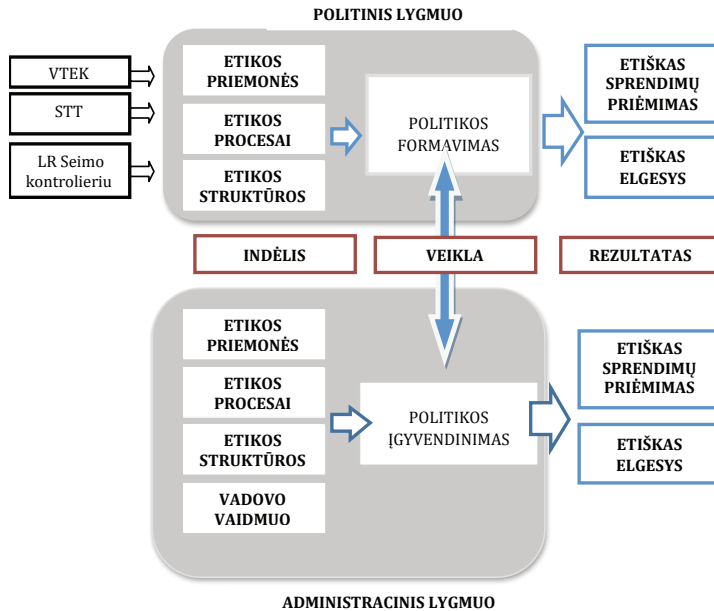 POLITINIS LYGMUO
VTEK
STT
LR Seimo
kontrolieriu
ETIKOS
PRIEMONĖS
ETIKOS
PROCESAI
ETIKOS
STRUKTŪROS
POLITIKOS
FORMAVIMAS
ETIŠKAS
SPRENDIMŲ
PRIĖMIMAS
ETIŠKAS
ELGESYS
INDĖLIS
VEIKLA
REZULTATAS
ETIKOS
PRIEMONĖS
ETIKOS
PROCESAI
ETIKOS
STRUKTŪROS
VADOVO
VAIDMUO
POLITIKOS
ĮGYVENDINIMAS
ETIŠKAS
SPRENDIMŲ
PRIĖMIMAS
ETIŠKAS
ELGESYS
ADMINISTRACINIS LYGMUO